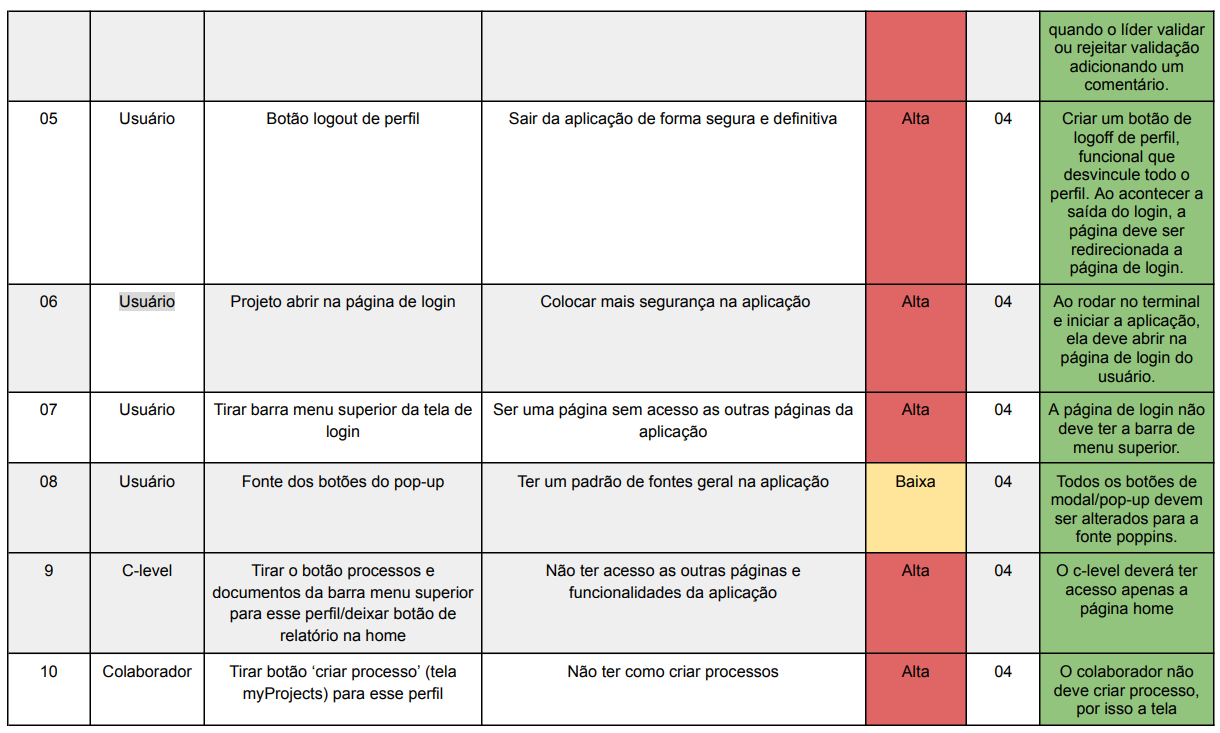 quando o líder validar
ou rejeitar validação
adicionando um
comentário.
05 Usuário Botão logout de perfil Sair da aplicação de forma segura e definitiva Alta 04 Criar um botão de
logoff de perfil,
funcional que
desvincule todo o
perfil. Ao acontecer a
saída do login, a
página deve ser
redirecionada a
página de login.
06 Usuário Projeto abrir na página de login Colocar mais segurança na aplicação Alta 04 Ao rodar no terminal
e iniciar a aplicação,
ela deve abrir na
página de login do
usuário.
07 Usuário Tirar barra menu superior da tela de
login
Ser uma página sem acesso as outras páginas da
aplicação
Alta 04 A página de login não
deve ter a barra de
menu superior.
08 Usuário Fonte dos botões do pop-up Ter um padrão de fontes geral na aplicação Baixa 04 Todos os botões de
modal/pop-up devem
ser alterados para a
fonte poppins.
9 C-level Tirar o botão processos e
documentos da barra menu superior
para esse perfil/deixar botão de
relatório na home
Não ter acesso as outras páginas e
funcionalidades da aplicação
Alta 04 O c-level deverá ter
acesso apenas a
página home
10 Colaborador Tirar botão ‘criar processo’ (tela
myProjects) para esse perfil
Não ter como criar processos Alta 04 O colaborador não
deve criar processo,
por isso a tela